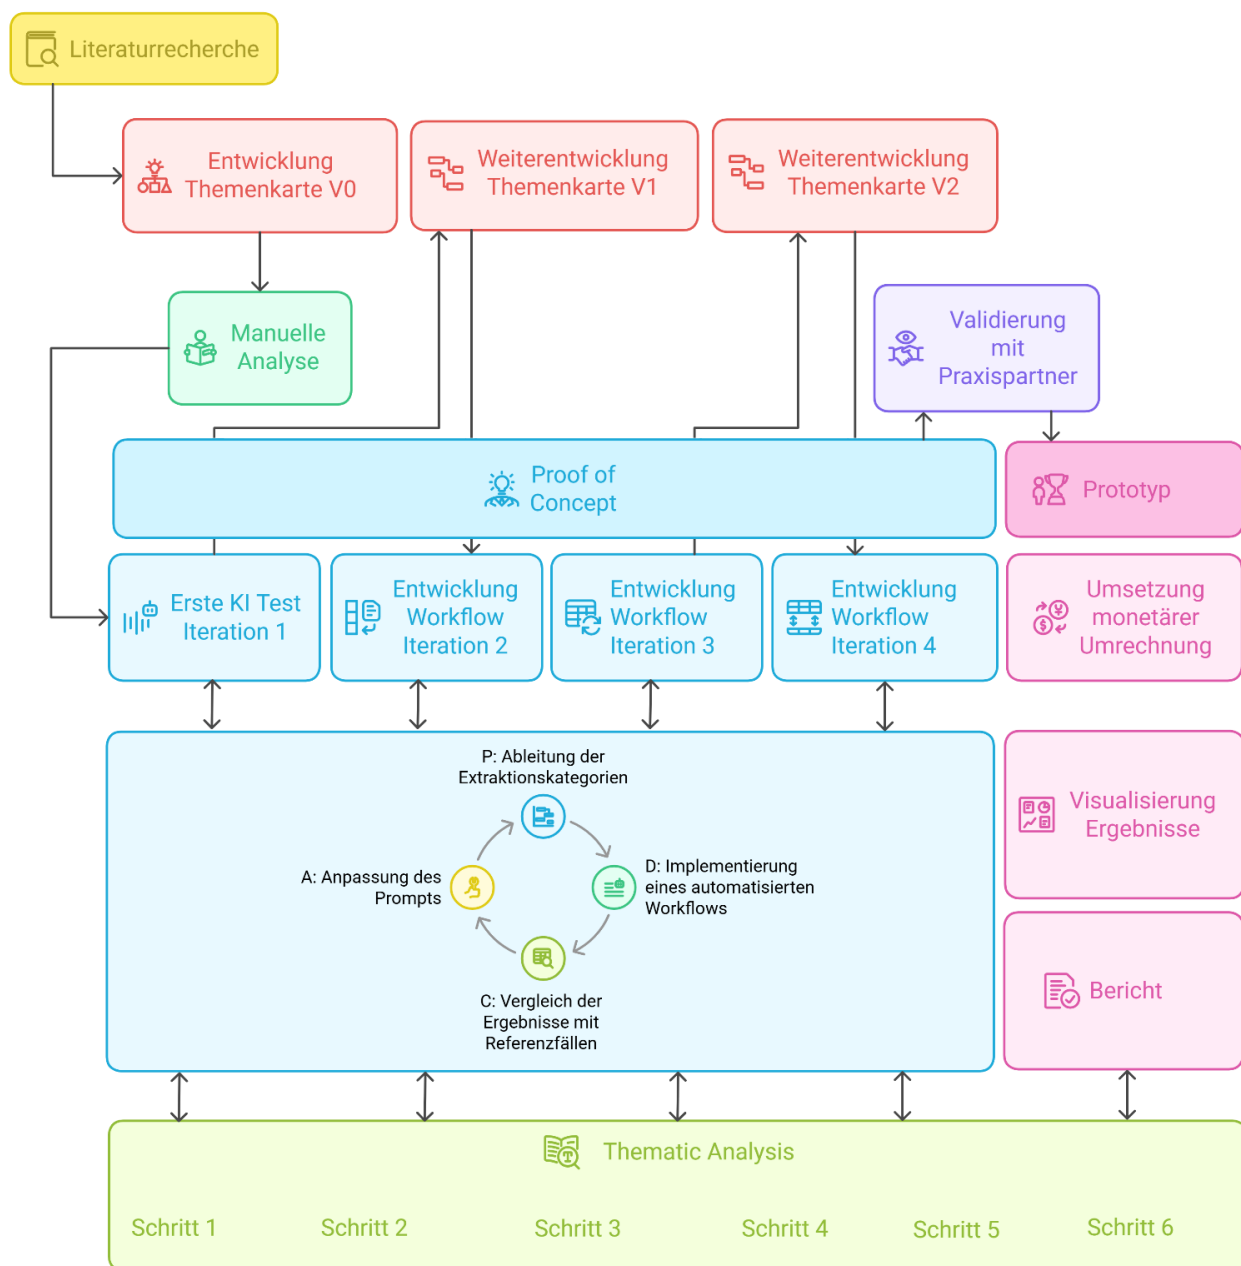 Literaturrecherche
Entwicklung
Themenkarte V0
Weiterentwicklung
Themenkarte V1
Weiterentwicklung
Themenkarte V2
Manuelle
Analyse
Validierung
mit
Praxispartner
Proof of
Concept
Prototyp
Erste KI Test
Iteration 1
Entwicklung
Workflow
Iteration 2
Entwicklung
Workflow
Iteration 3
Entwicklung
Workflow
Iteration 4
Umsetzung
monetärer
Umrechnung
P: Ableitung der
Extraktionskategorien
A: Anpassung des
Prompts
D: Implementierung
eines automatisierten
Workflows
C: Vergleich der
Ergebnisse mit
Referenzfällen
Visualisierung
Ergebnisse
Bericht
Thematic Analysis
Schritt 1
Schritt 2
Schritt 3
Schritt 4
Schritt 5
Schritt 6